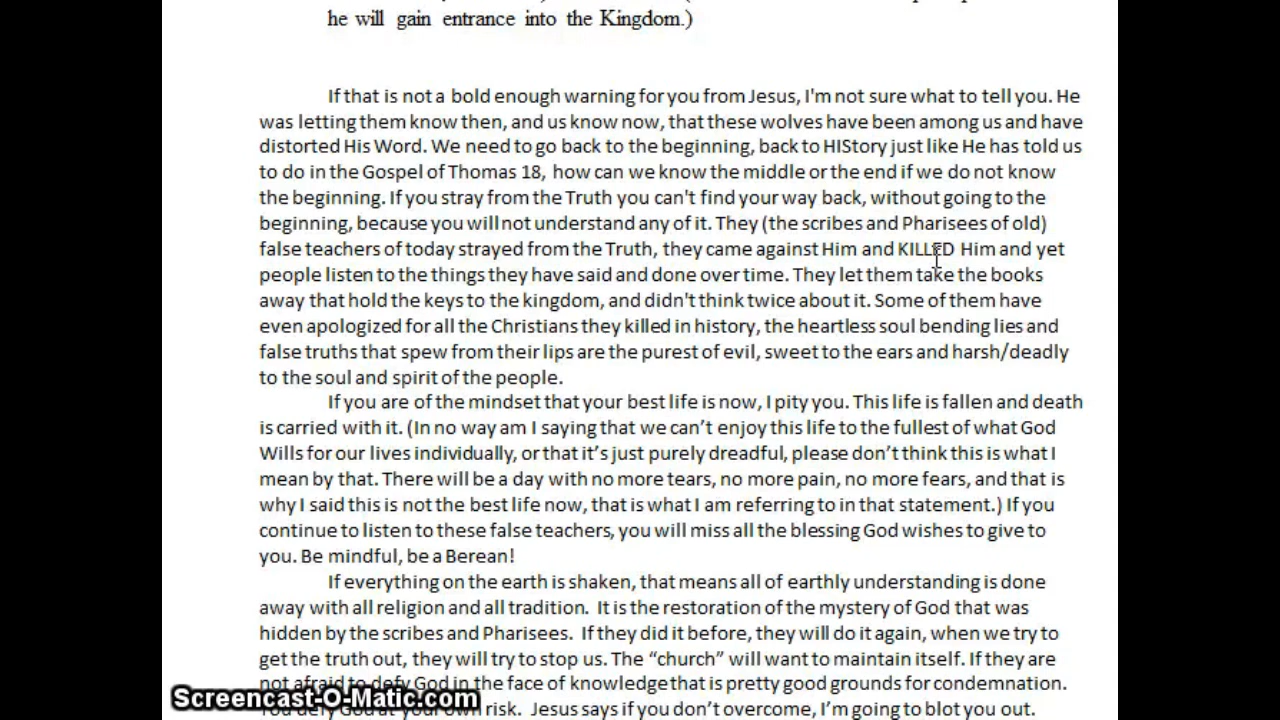 he will gain entrance into the Kingdom.)
If that is not a bold enough warning for you from Jesus, I'm not sure what to tell you. He
was letting them know then, and us know now, that these wolves have been among us and have
distorted His Word. We need to go back to the beginning, back to HIStory just like He has told us
to do in the Gospel of Thomas 18, how can we know the middle or the end if we do not know
the beginning. If you stray from the Truth you can't find your way back, without going to the
beginning, because you will not understand any of it. They (the scribes and Pharisees of old)
false teachers of today strayed from the Truth, they came against Him and KILLED Him and yet
people listen to the things they have said and done over time. They let them take the books
away that hold the keys to the kingdom, and didn't think twice about it. Some of them have
even apologized for all the Christians they killed in history, the heartless soul bending lies and
false truths that spew from their lips are the purest of evil, sweet to the ears and harsh/deadly
to the soul and spirit of the people.
If you are of the mindset that your best life is now, I pity you. This life is fallen and death
is carried with it. (In no way am I saying that we can’t enjoy this life to the fullest of what God
Wills for our lives individually, or that it’s just purely dreadful, please don’t think this is what I
mean by that. There will be a day with no more tears, no more pain, no more fears, and that is
why I said this is not the best life now, that is what I am referring to in that statement.) If you
continue to listen to these false teachers, you will miss all the blessing God wishes to give to
you. Be mindful, be a Berean!
If everything on the earth is shaken, that means all of earthly understanding is done
away with all religion and all tradition. It is the restoration of the mystery of God that was
hidden by the scribes and Pharisees. If they did it before, they will do it again, when we try to
get the truth out, they will try to stop us. The “church” will want to maintain itself. If they are
not afraid to defy God in the face of knowledge that is pretty good grounds for condemnation.
You defy God at your own risk. Jesus says if you don’t overcome, I’m going to blot you out.
Screencast-O-Matic.com